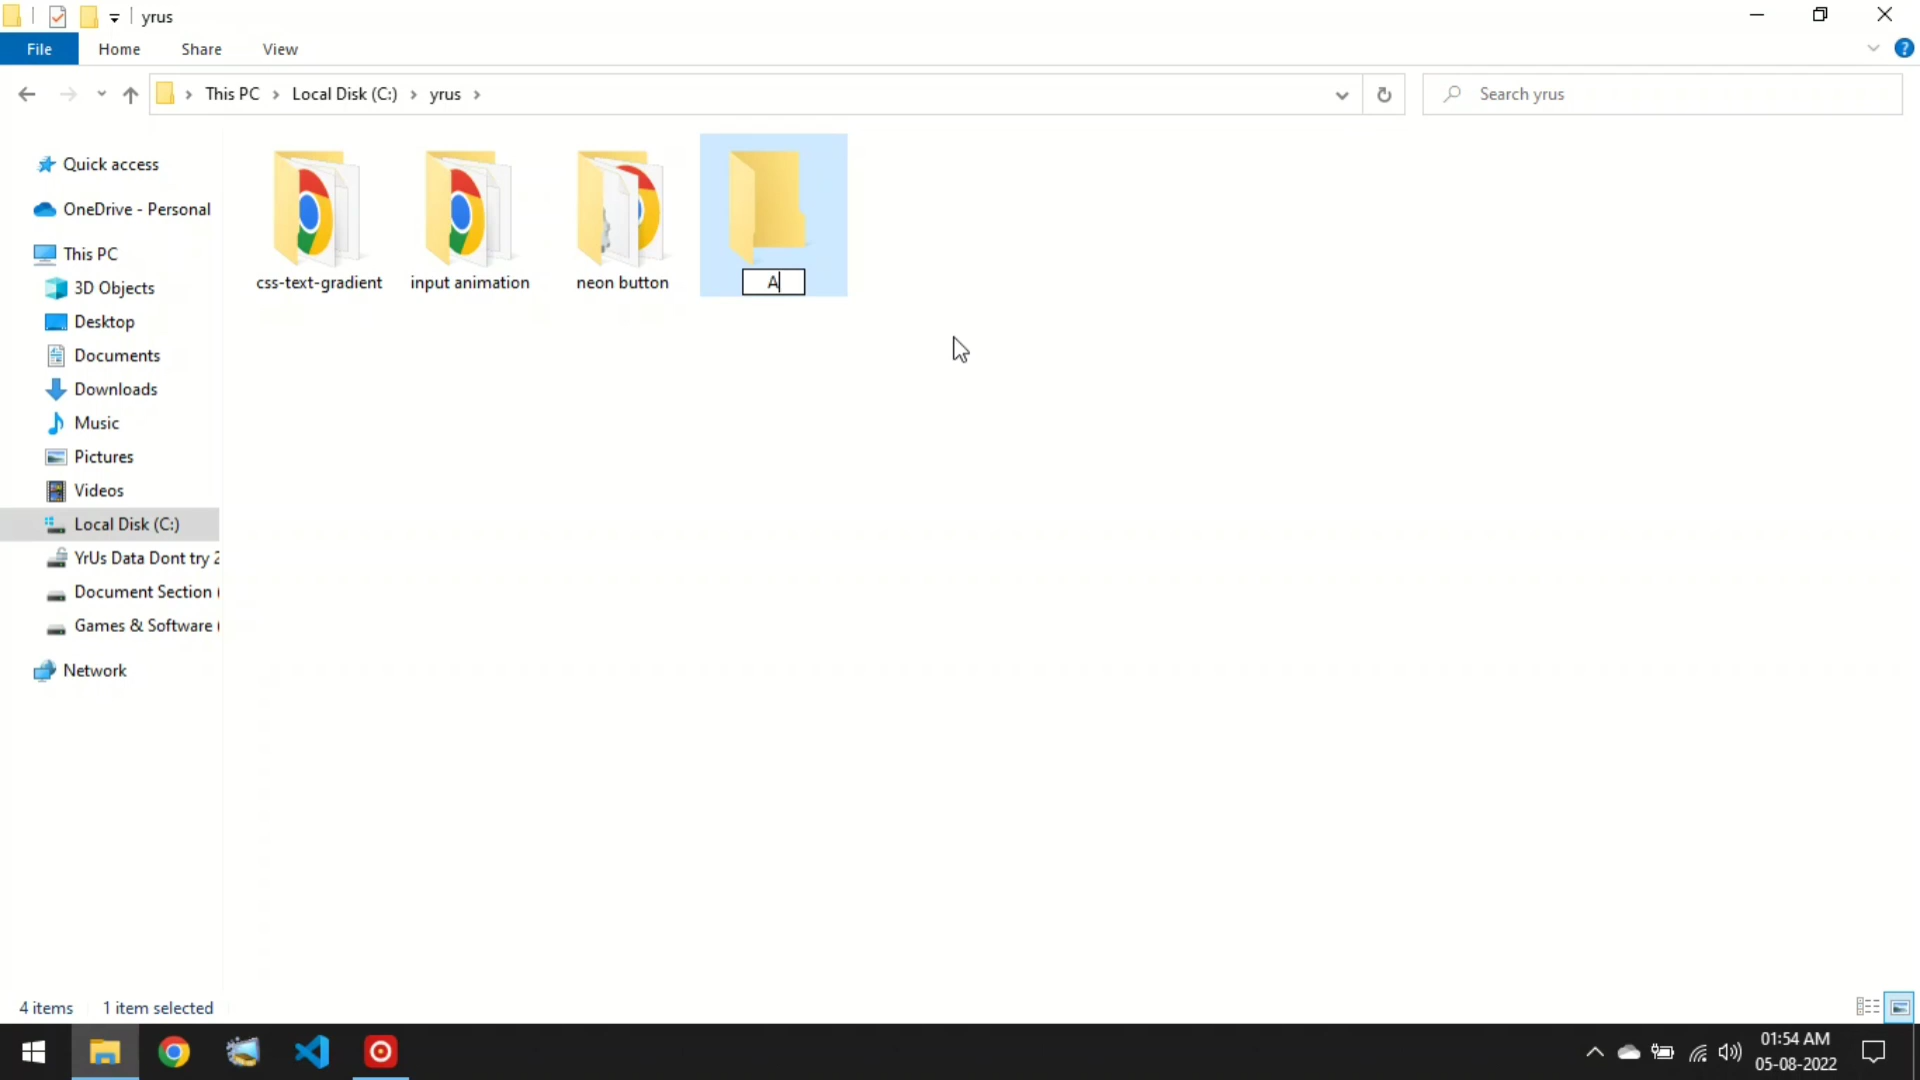 yrus
File Home Share View
This PC Local Disk (C:) yrus
Search yrus
Quick access
OneDrive - Personal
This PC
3D Objects
Desktop
Documents
Downloads
Music
Pictures
Videos
Local Disk (C:)
YrUs Data Dont try 2
Document Section (
Games & Software (
Network
css-text-gradient
input animation
neon button
A
4 items 1 item selected
01:54 AM
05-08-2022